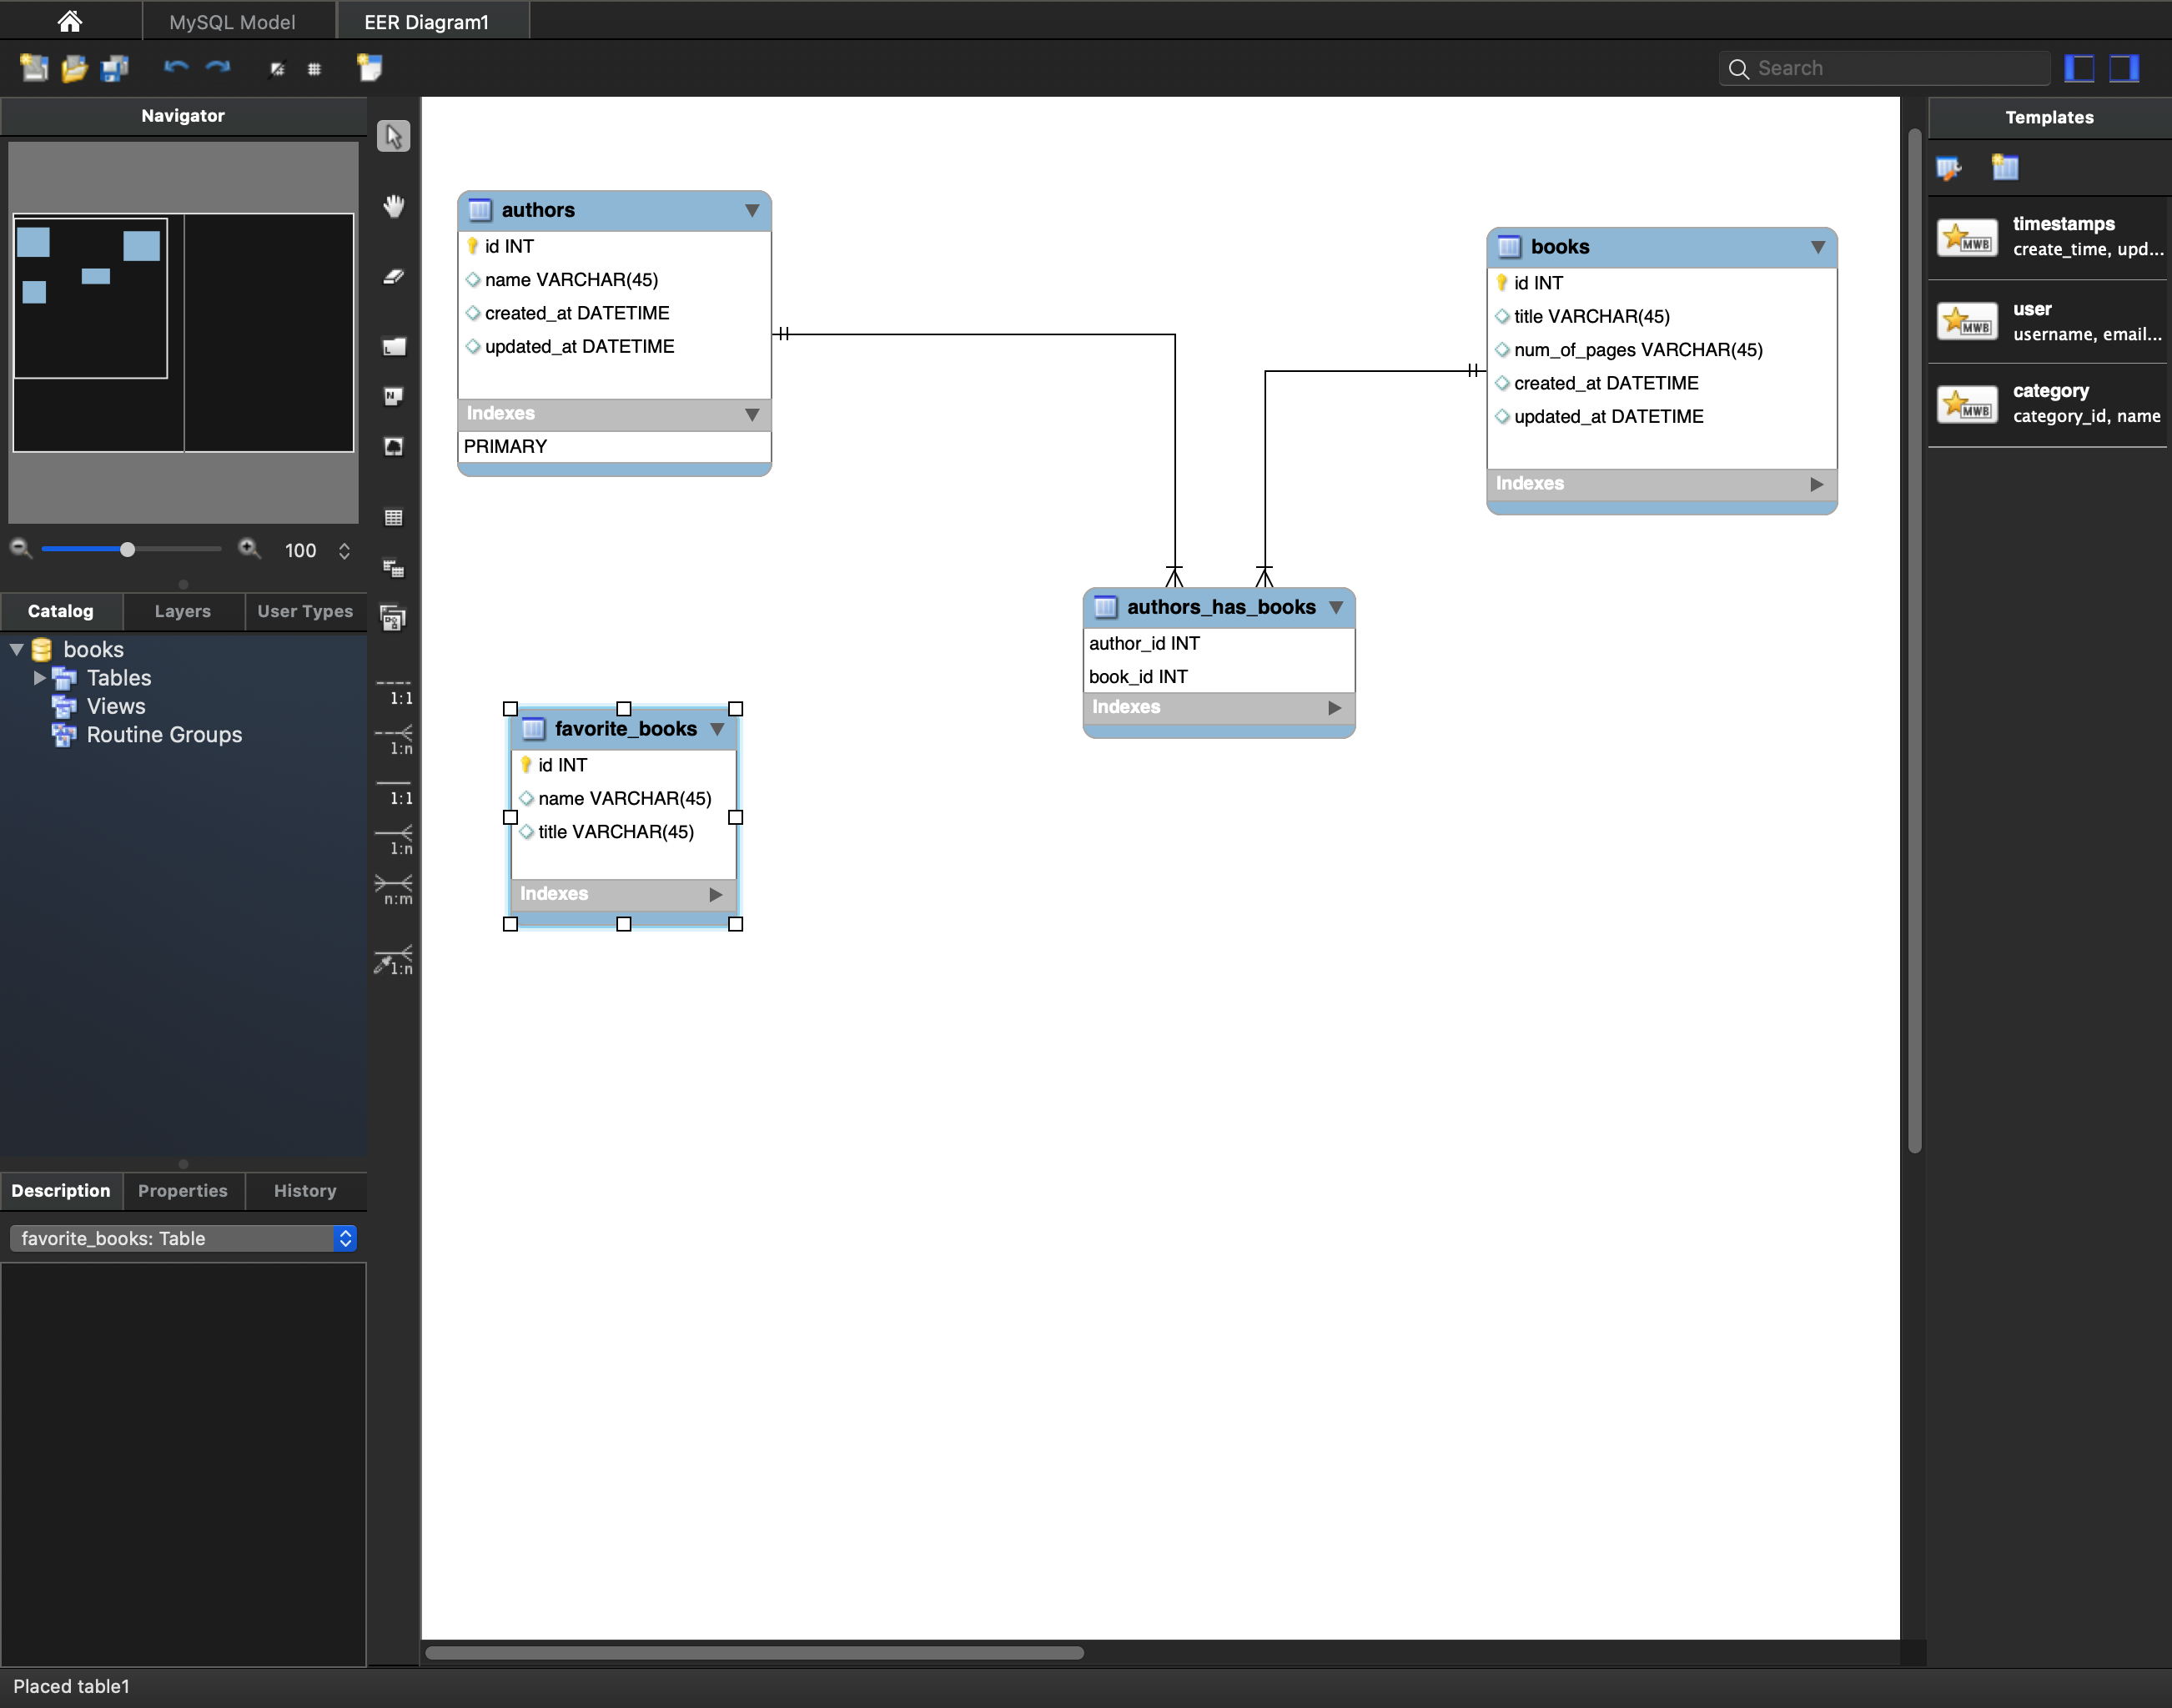 MySQL Model
EER Diagram1
Search
Navigator
100
Catalog
Layers
User Types
books
Tables
Views
Routine Groups
Description
Properties
History
favorite_books: Table
L
N
1:1
1:n
1:1
1:n
n:m
1:n
authors
id INT
name VARCHAR(45)
created_at DATETIME
updated_at DATETIME
Indexes
PRIMARY
books
id INT
title VARCHAR(45)
num_of_pages VARCHAR(45)
created_at DATETIME
updated_at DATETIME
Indexes
authors_has_books
author_id INT
book_id INT
Indexes
favorite_books
id INT
name VARCHAR(45)
title VARCHAR(45)
Indexes
Templates
MWB
timestamps
create_time, upd...
MWB
user
username, email...
MWB
category
category_id, name
Placed table1